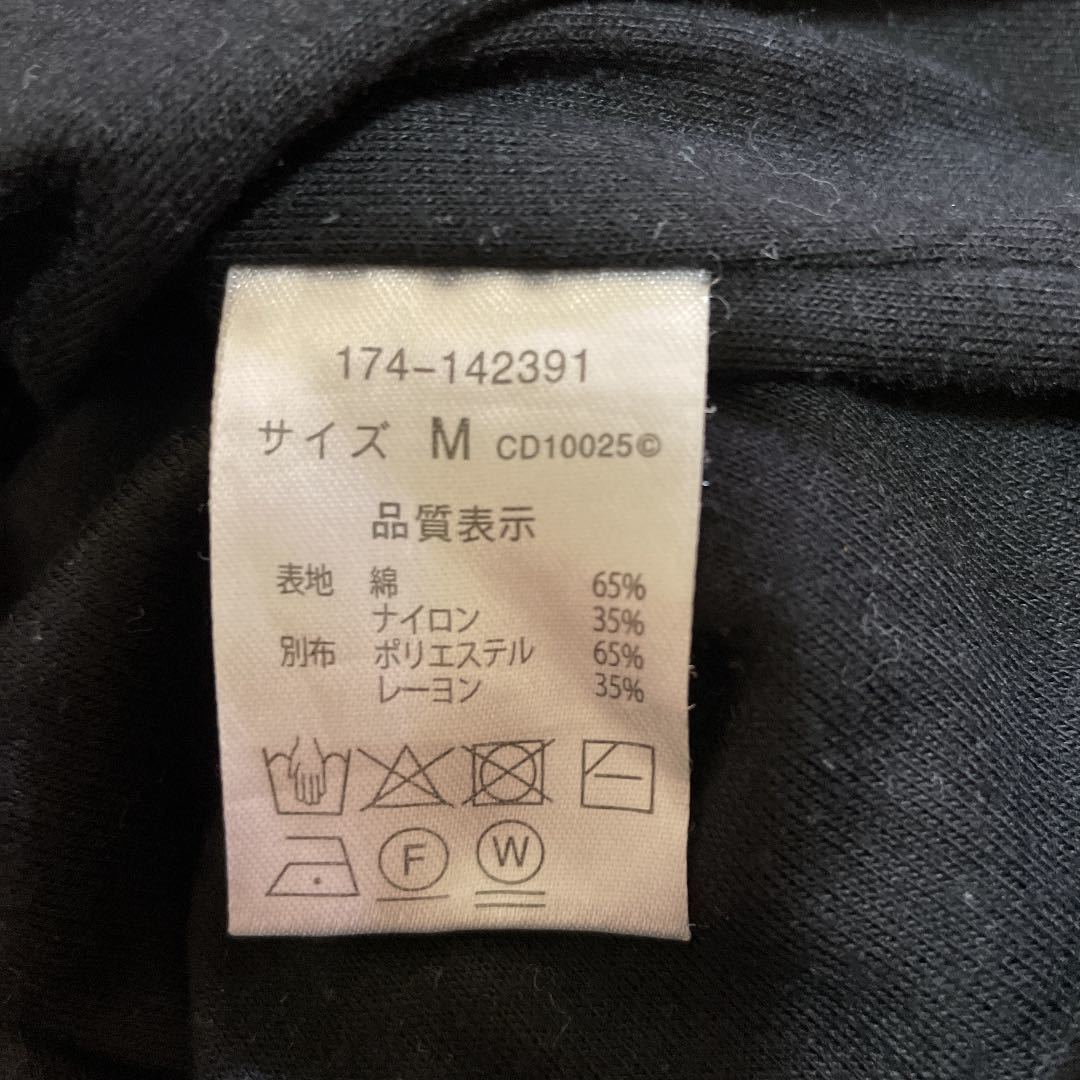 174-142391
サイズ M CD10025©
品質表示
表地 綿 65%
ナイロン 35%
別布 ポリエステル 65%
レーヨン 35%
F W